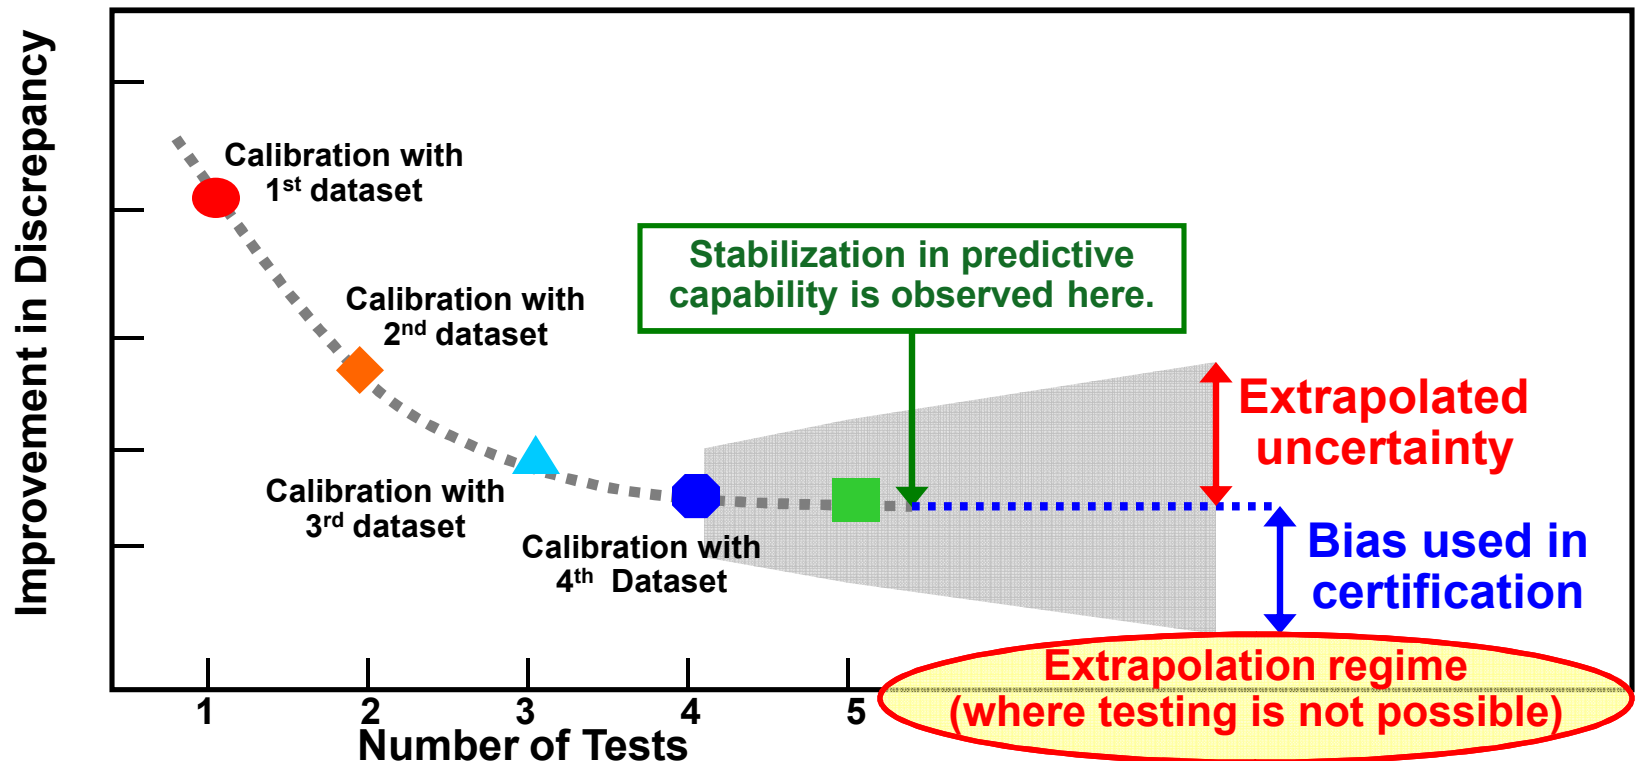 Improvement in Discrepancy
Calibration with
1st dataset
Calibration with
2nd dataset
Calibration with
3rd dataset
Calibration with
4th Dataset
Stabilization in predictive
capability is observed here.
Extrapolated
uncertainty
Bias used in
certification
Extrapolation regime
(where testing is not possible)
1 2 3 4 5
Number of Tests